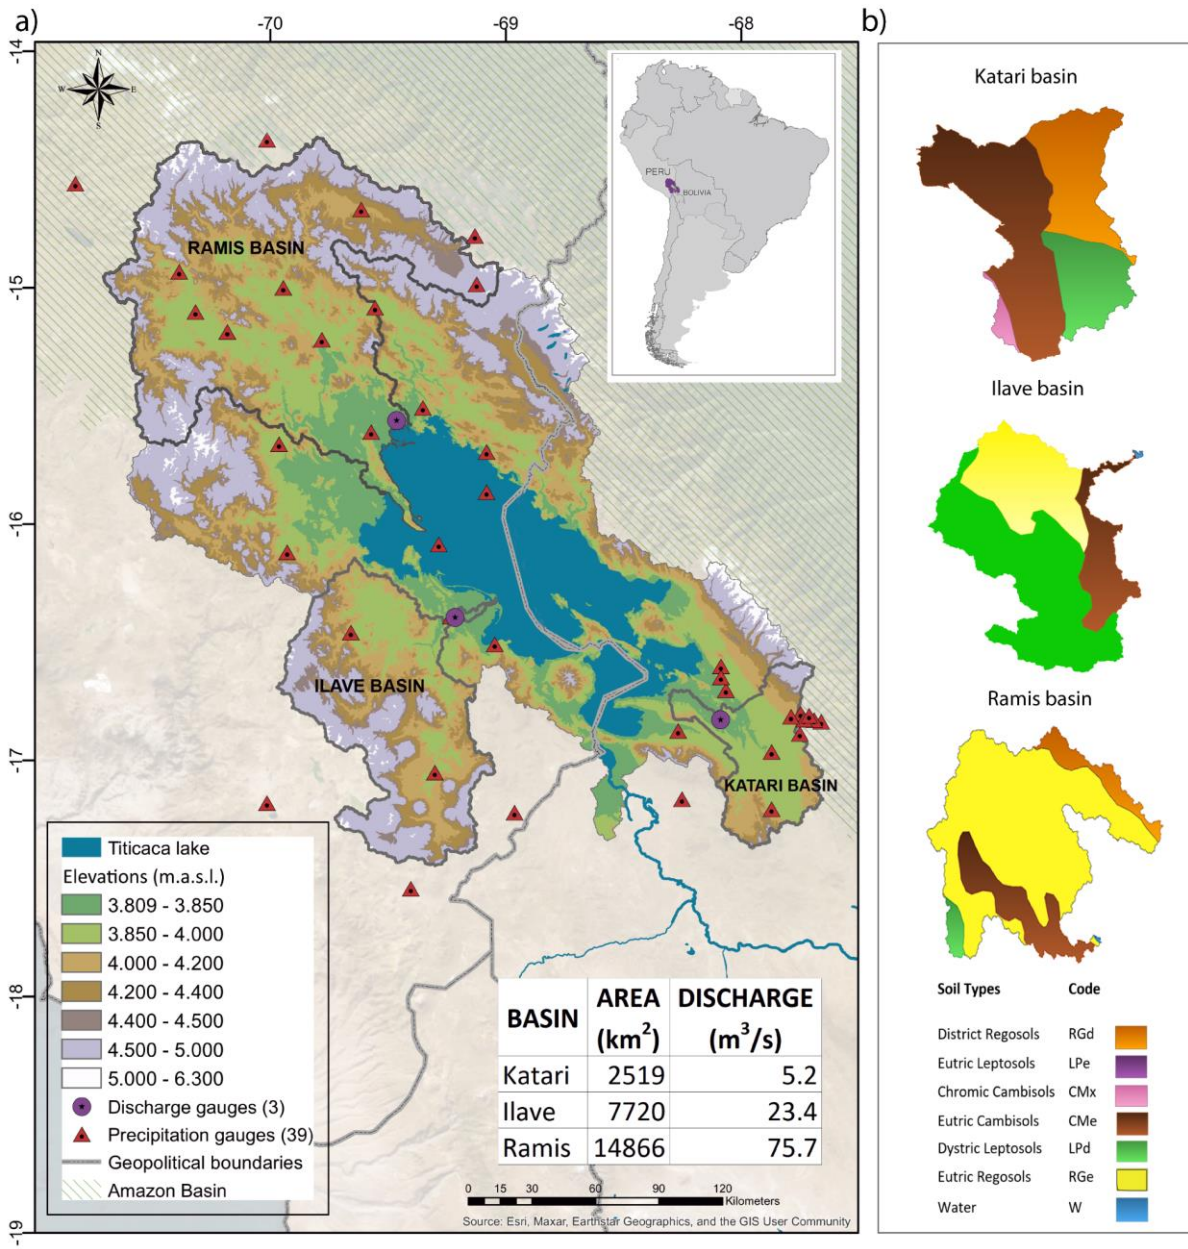 a)
-70
-69
-68
b)
-14
-15
-16
-17
-18
-19
N
W
E
S
PERU
BOLIVIA
RAMIS BASIN
ILAVE BASIN
KATARI BASIN
Titicaca lake
Elevations (m.a.s.l.)
3.809 - 3.850
3.850 - 4.000
4.000 - 4.200
4.200 - 4.400
4.400 - 4.500
4.500 - 5.000
5.000 - 6.300
Discharge gauges (3)
Precipitation gauges (39)
Geopolitical boundaries
Amazon Basin
BASIN AREA (km²) DISCHARGE (m³/s)
Katari 2519 5.2
Ilave 7720 23.4
Ramis 14866 75.7
0 15 30 60 90 120
Kilometers
Source: Esri, Maxar, Earthstar Geographics, and the GIS User Community
Katari basin
Ilave basin
Ramis basin
Soil Types Code
District Regosols RGd
Eutric Leptosols LPe
Chromic Cambisols CMx
Eutric Cambisols CMe
Dystric Leptosols LPd
Eutric Regosols RGe
Water W